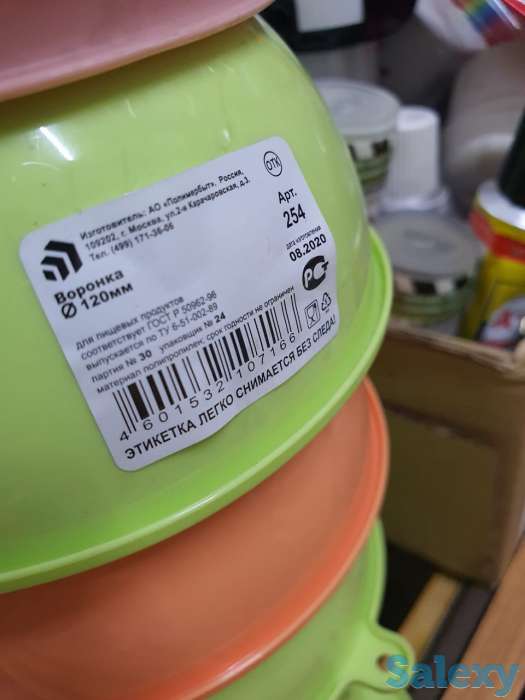 Изготовитель: АО «Полимербыт», Россия,
109202, г. Москва, ул.2-я Карачаровская, д.3.
Тел. (499) 171-36-06
ОТК
Воронка
Ø 120мм
Арт.
254
дата изготовления
08.2020
для пищевых продуктов
соответствует ГОСТ Р 50962-96
выпускается по ТУ 6-51-002-89
партия № 30 упаковщик № 24
материал полипропилен, срок годности не ограничен
4 601532 107166
ЭТИКЕТКА ЛЕГКО СНИМАЕТСЯ БЕЗ СЛЕДА!
Salexy